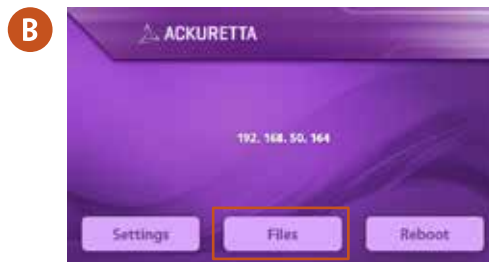 B
ACKURETTA
192. 168. 50. 164
Settings Files Reboot